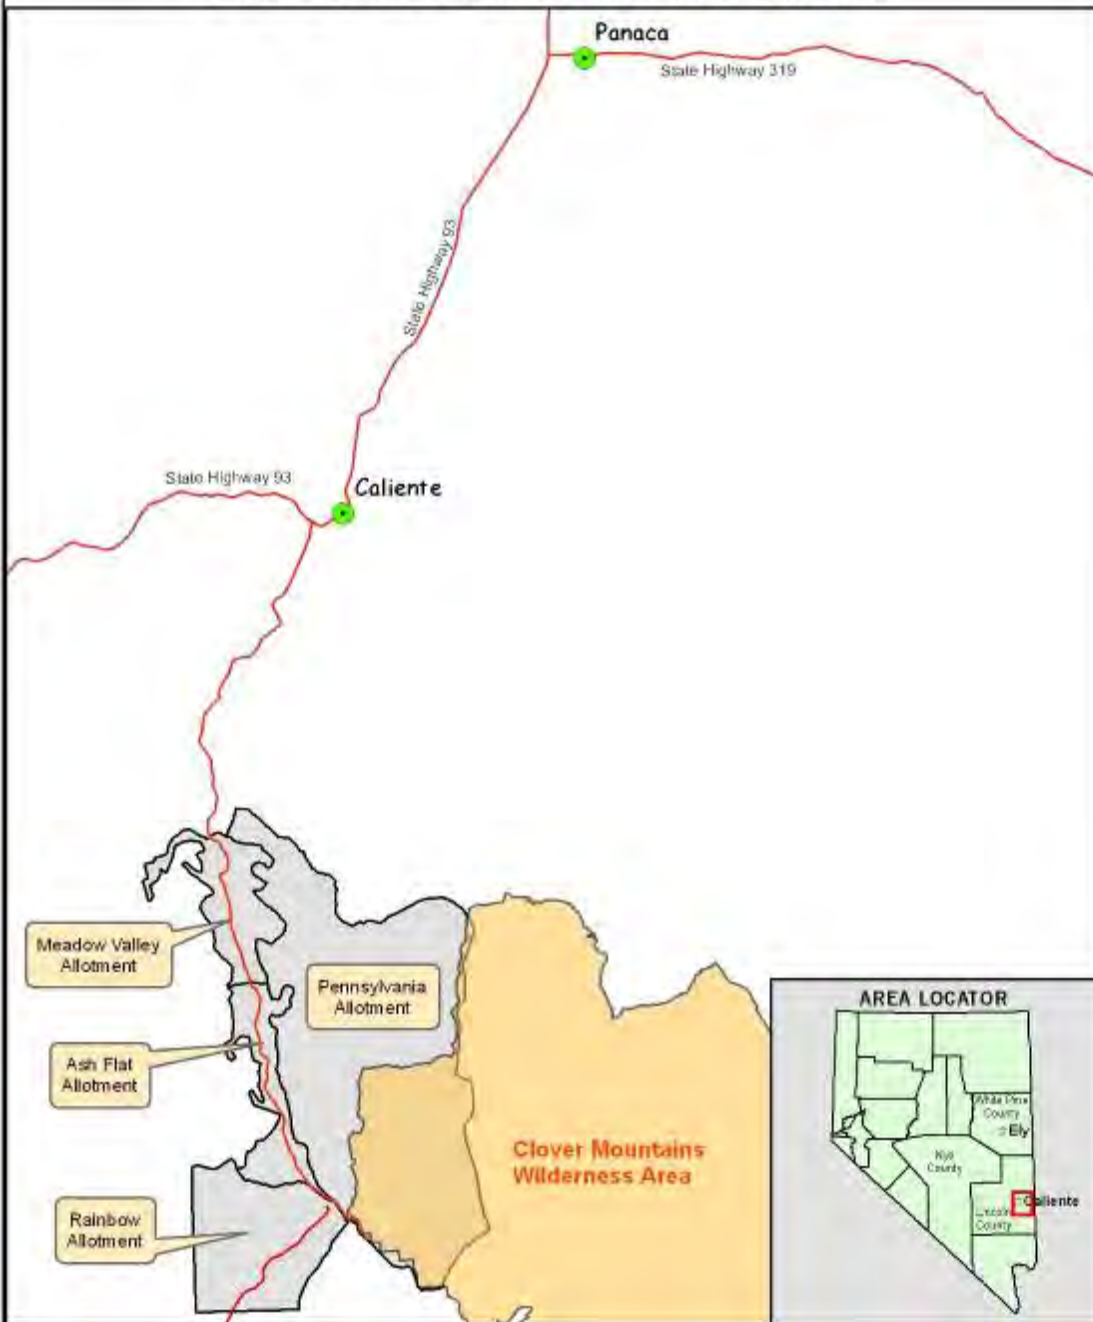 Panaca
State Highway 319
State Highway 93
State Highway 93
Caliente
Meadow Valley
Allotment
Pennsylvania
Allotment
Ash Flat
Allotment
Clover Mountains
Wilderness Area
Rainbow
Allotment
AREA LOCATOR
White Pine
County
Ely
Nye
County
Caliente
Lincoln
County